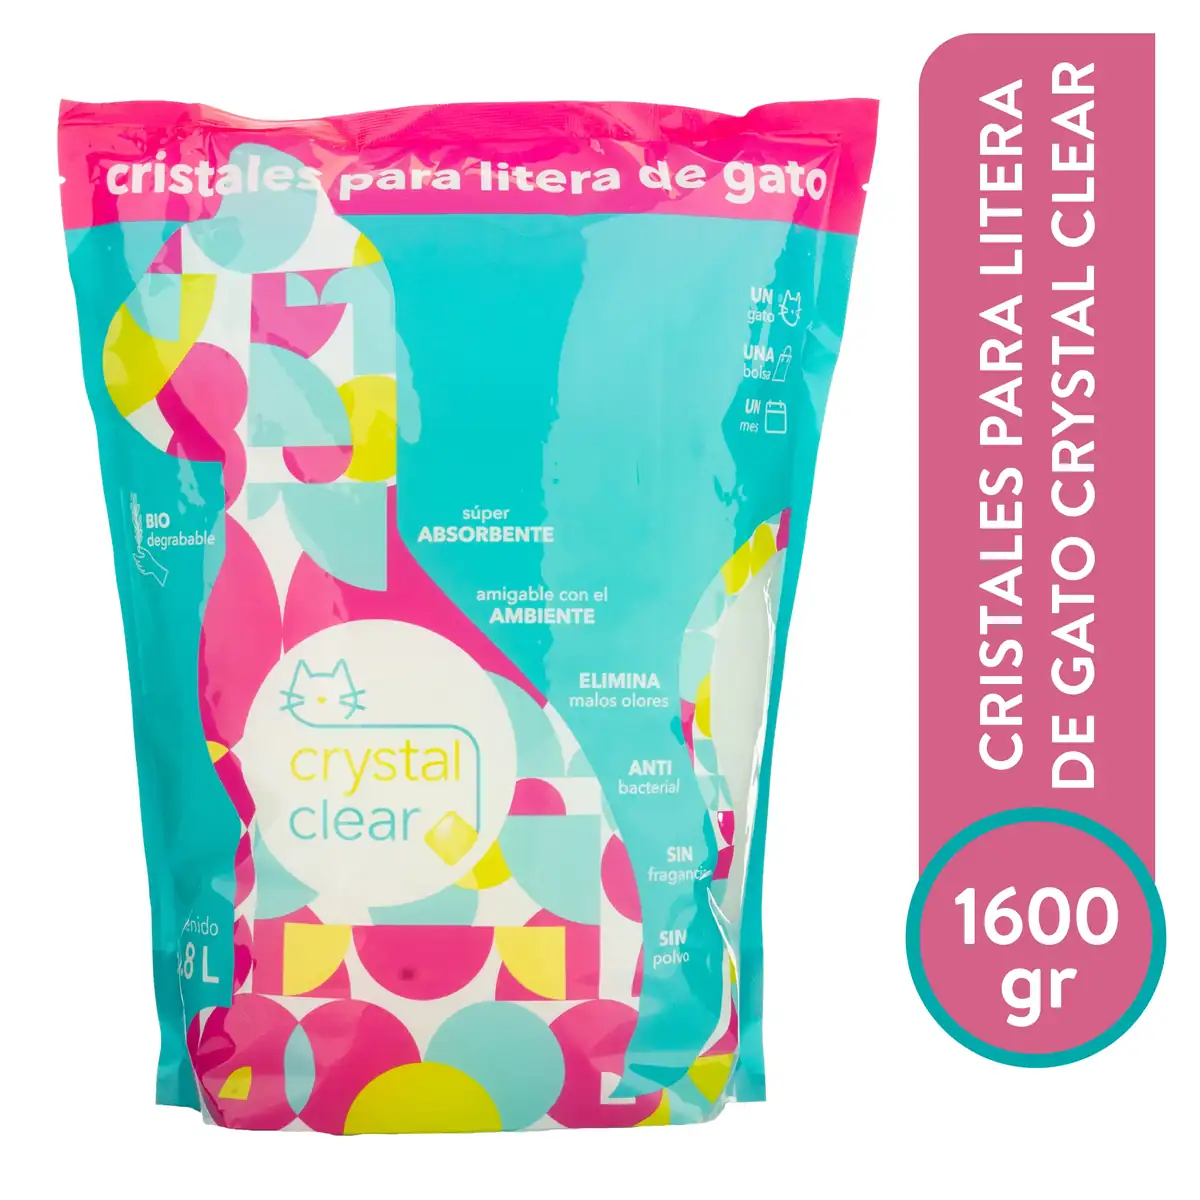 cristales para litera de gato
UN
gato
UNA
bolsa
UN
mes
BIO
degrabable
súper
ABSORBENTE
amigable con el
AMBIENTE
ELIMINA
malos olores
ANTI
bacterial
SIN
fragancia
SIN
polvo
crystal
clear
.8 L
CRISTALES PARA LITERA
DE GATO CRYSTAL CLEAR
1600
gr